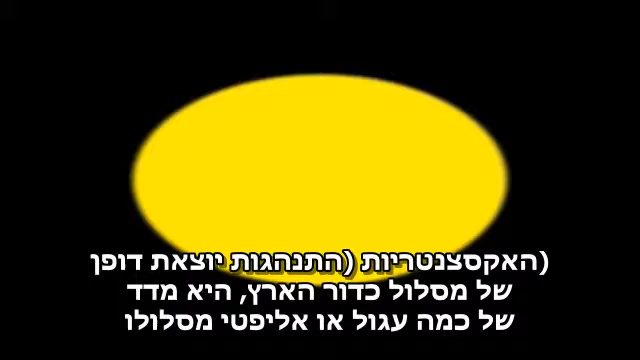 (האקסצנטריות (התנהגות יוצאת דופן
של מסלול כדור הארץ, היא מדד
של כמה עגול או אליפטי מסלולו